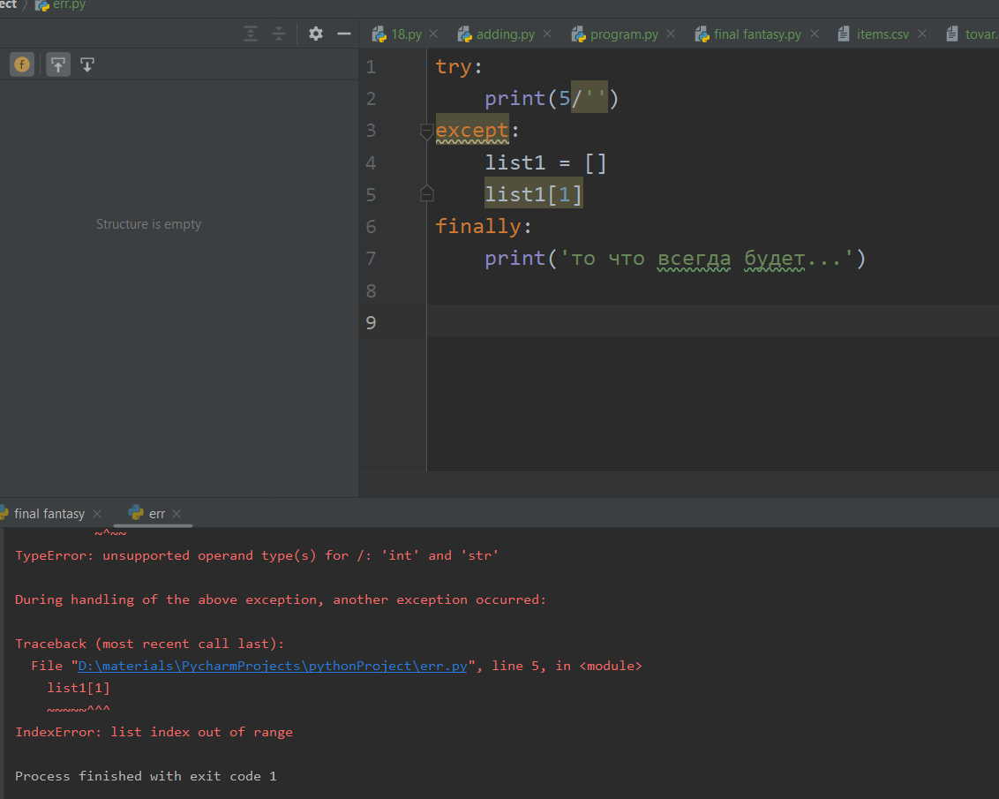 ect err.py
18.py adding.py program.py final fantasy.py items.csv tovar.
f
Structure is empty
1 try:
2 print(5/'')
3 except:
4 list1 = []
5 list1[1]
6 finally:
7 print('то что всегда будет...')
8
9
final fantasy err
~^~~
TypeError: unsupported operand type(s) for /: 'int' and 'str'
During handling of the above exception, another exception occurred:
Traceback (most recent call last):
File "D:\materials\PycharmProjects\pythonProject\err.py", line 5, in <module>
list1[1]
~~~~~^^^
IndexError: list index out of range
Process finished with exit code 1